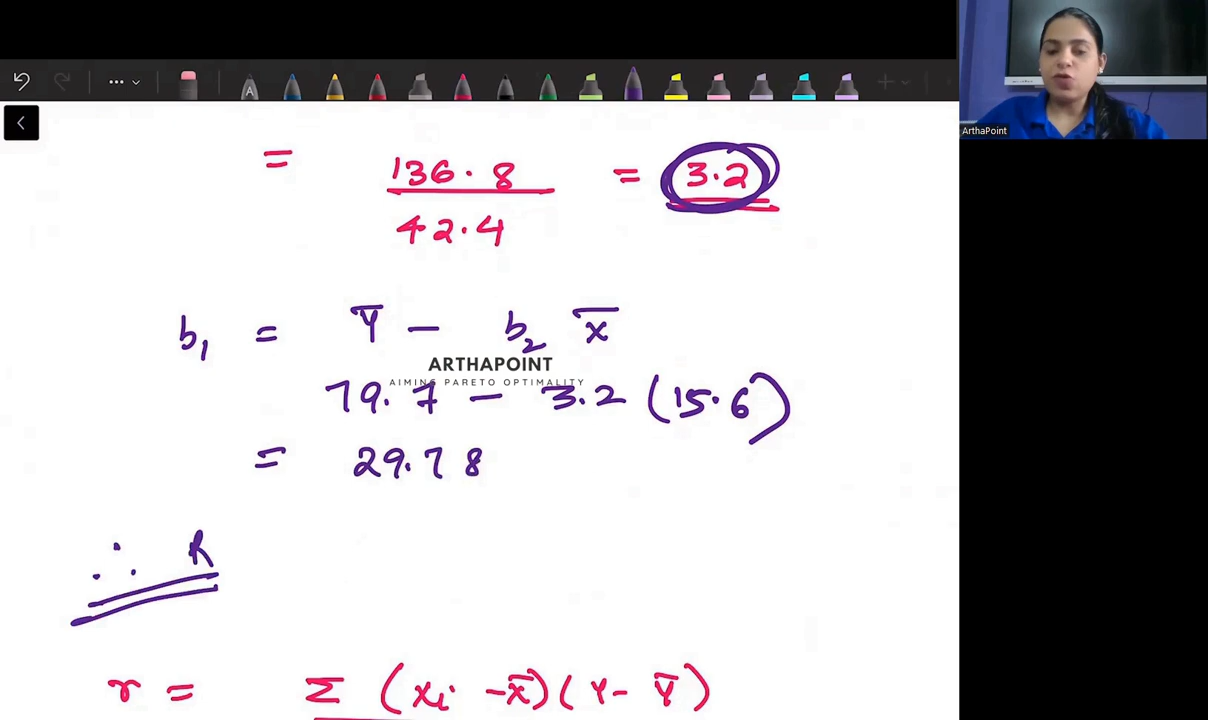 ArthaPoint
= 136.8 / 42.4 = 3.2
b₁ = Ȳ - b₂ X̄
ARTHAPOINT
AIMING PARETO OPTIMALITY
79.7 - 3.2 (15.6)
= 29.78
∴ R
r = Σ (xi - x̄)(Y - Ȳ)